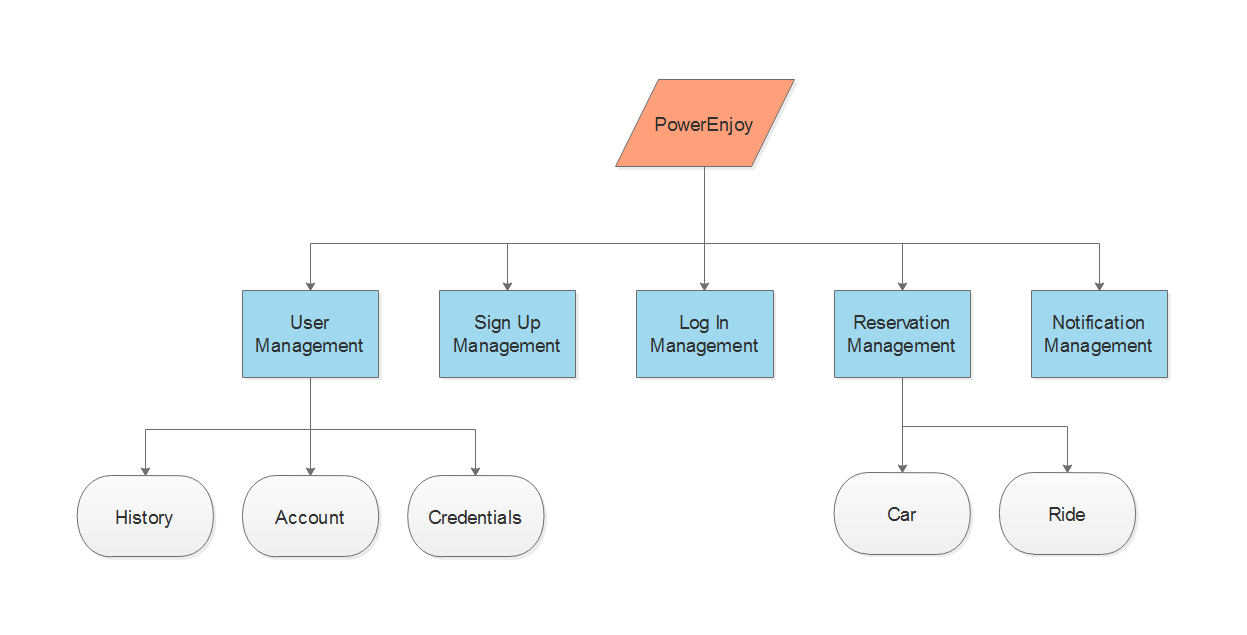 PowerEnjoy
User
Management
Sign Up
Management
Log In
Management
Reservation
Management
Notification
Management
History
Account
Credentials
Car
Ride